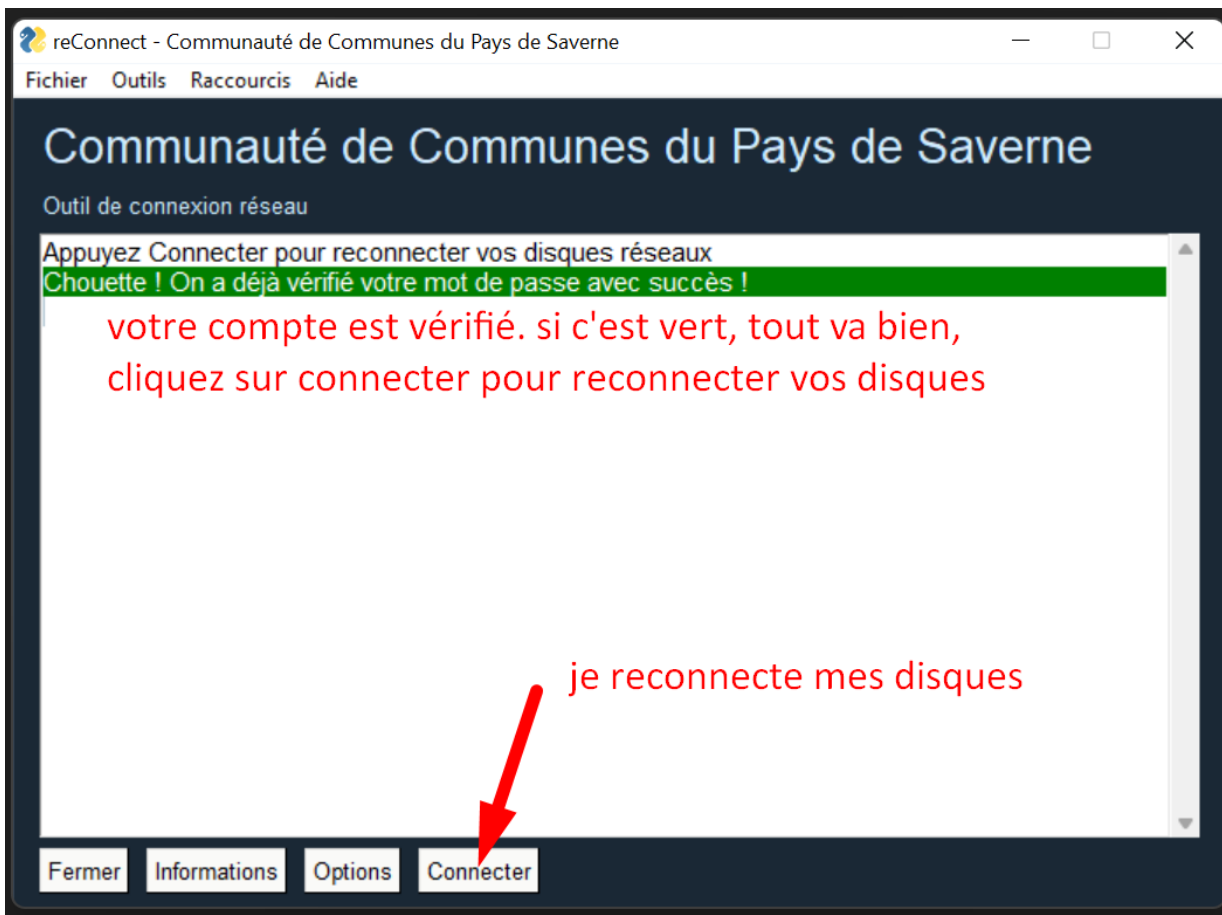 reConnect - Communauté de Communes du Pays de Saverne
Fichier Outils Raccourcis Aide
Communauté de Communes du Pays de Saverne
Outil de connexion réseau
Appuyez Connecter pour reconnecter vos disques réseaux
Chouette ! On a déjà vérifié votre mot de passe avec succès !
votre compte est vérifié. si c'est vert, tout va bien,
cliquez sur connecter pour reconnecter vos disques
je reconnecte mes disques
Fermer Informations Options Connecter